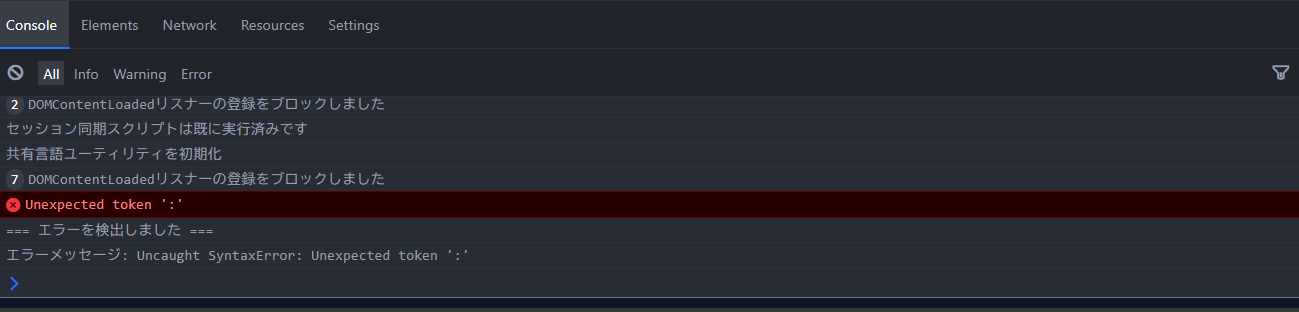 Console Elements Network Resources Settings
All Info Warning Error
2 DOMContentLoadedリスナーの登録をブロックしました
セッション同期スクリプトは既に実行済みです
共有言語ユーティリティを初期化
7 DOMContentLoadedリスナーの登録をブロックしました
Unexpected token ':'
=== エラーを検出しました ===
エラーメッセージ: Uncaught SyntaxError: Unexpected token ':'